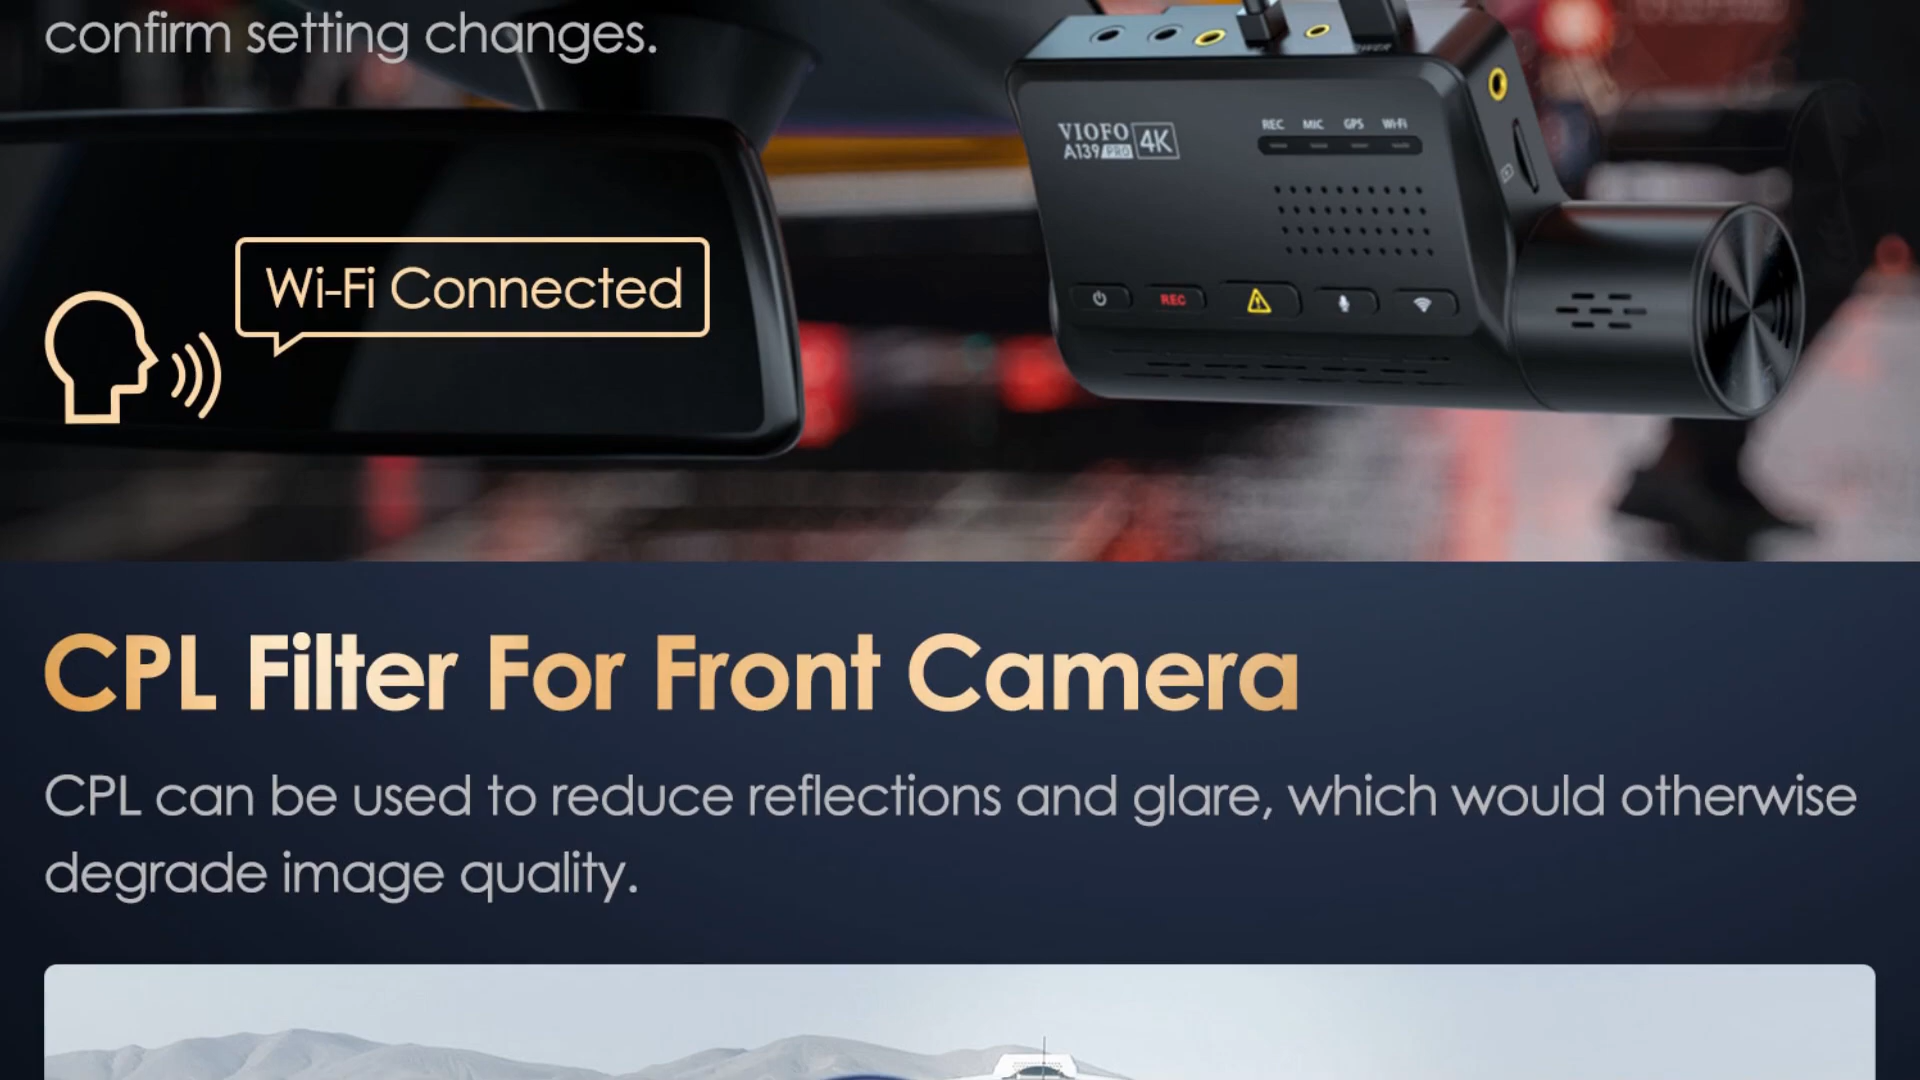 confirm setting changes.
VIOFO 4K
A139 PRO
REC MIC GPS Wi-Fi
Wi-Fi Connected
REC
CPL Filter For Front Camera
CPL can be used to reduce reflections and glare, which would otherwise
degrade image quality.